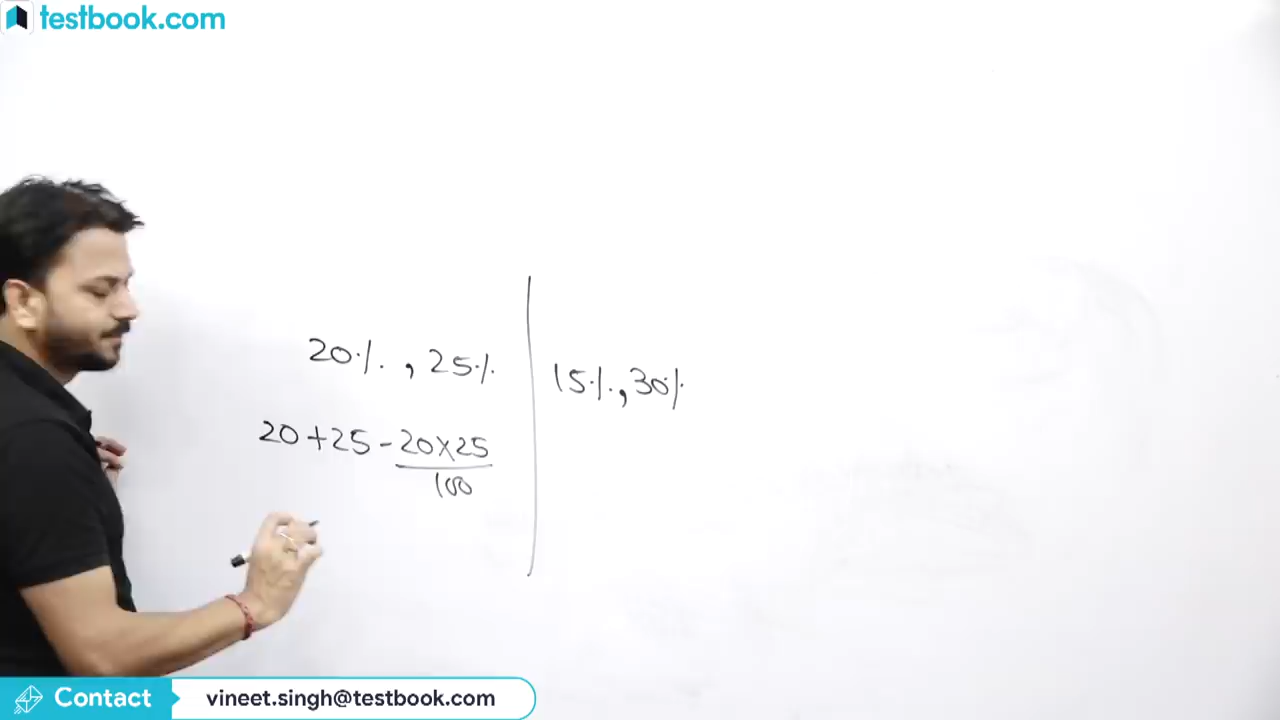 testbook.com
20%, 25%
20+25-20×25
100
15%, 30%
Contact
vineet.singh@testbook.com